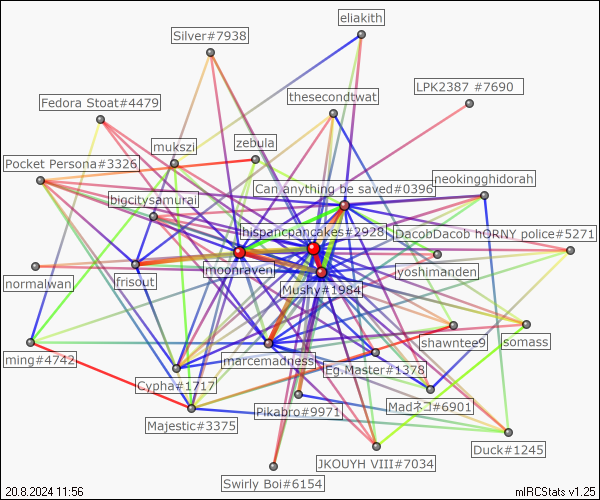 eliakith
Silver#7938
LPK2387 #7690
thesecondtwat
Fedora Stoat#4479
zebula
mukszi
Pocket Persona#3326
neokingghidorah
Can anything be saved#0396
bigcitysamurai
hispancpancakes#2928
DacobDacob hORNY police#5271
moonraven
yoshimanden
normalwan
frisout
Mushy#1984
shawntee9
somass
ming#4742
marcemadness
Eg.Master#1378
Cypha#1717
Madネコ#6901
Pikabro#9971
Majestic#3375
Duck#1245
JKOUYH VIII#7034
Swirly Boi#6154
20.8.2024 11:56
mIRCStats v1.25